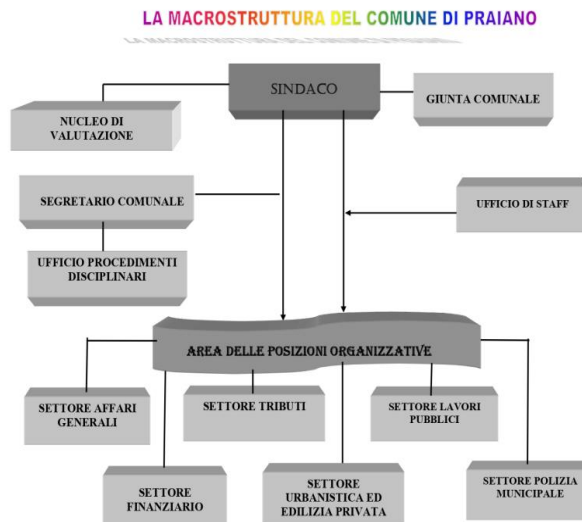 LA MACROSTRUTTURA DEL COMUNE DI PRAIANO
SINDACO
GIUNTA COMUNALE
NUCLEO DI
VALUTAZIONE
SEGRETARIO COMUNALE
UFFICIO DI STAFF
UFFICIO PROCEDIMENTI
DISCIPLINARI
AREA DELLE POSIZIONI ORGANIZZATIVE
SETTORE AFFARI
GENERALI
SETTORE TRIBUTI
SETTORE LAVORI
PUBBLICI
SETTORE
FINANZIARIO
SETTORE
URBANISTICA ED
EDILIZIA PRIVATA
SETTORE POLIZIA
MUNICIPALE